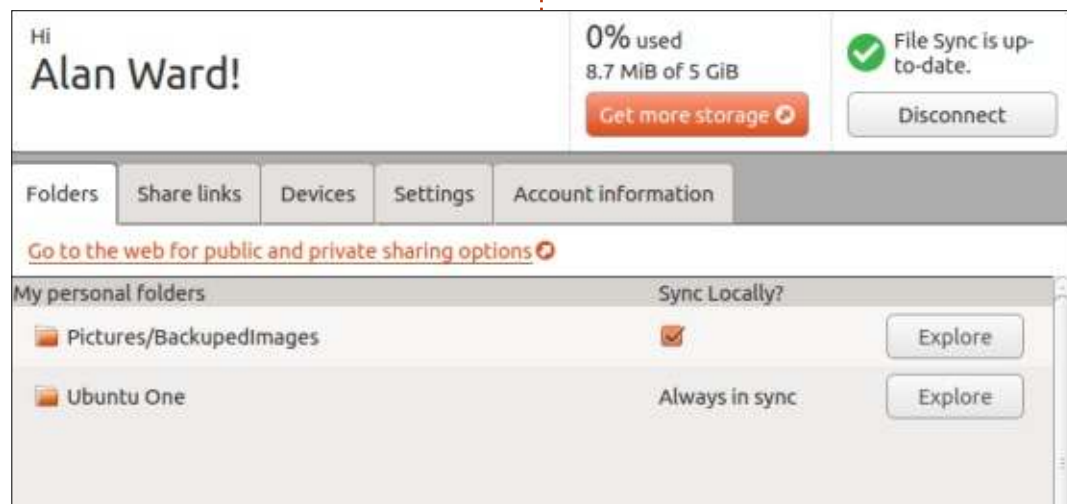 Hi
Alan Ward!
0% used
8.7 MiB of 5 GiB
Get more storage
File Sync is up-
to-date.
Disconnect
Folders
Share links
Devices
Settings
Account information
Go to the web for public and private sharing options
My personal folders
Sync Locally?
Pictures/BackupedImages
Explore
Ubuntu One
Always in sync
Explore